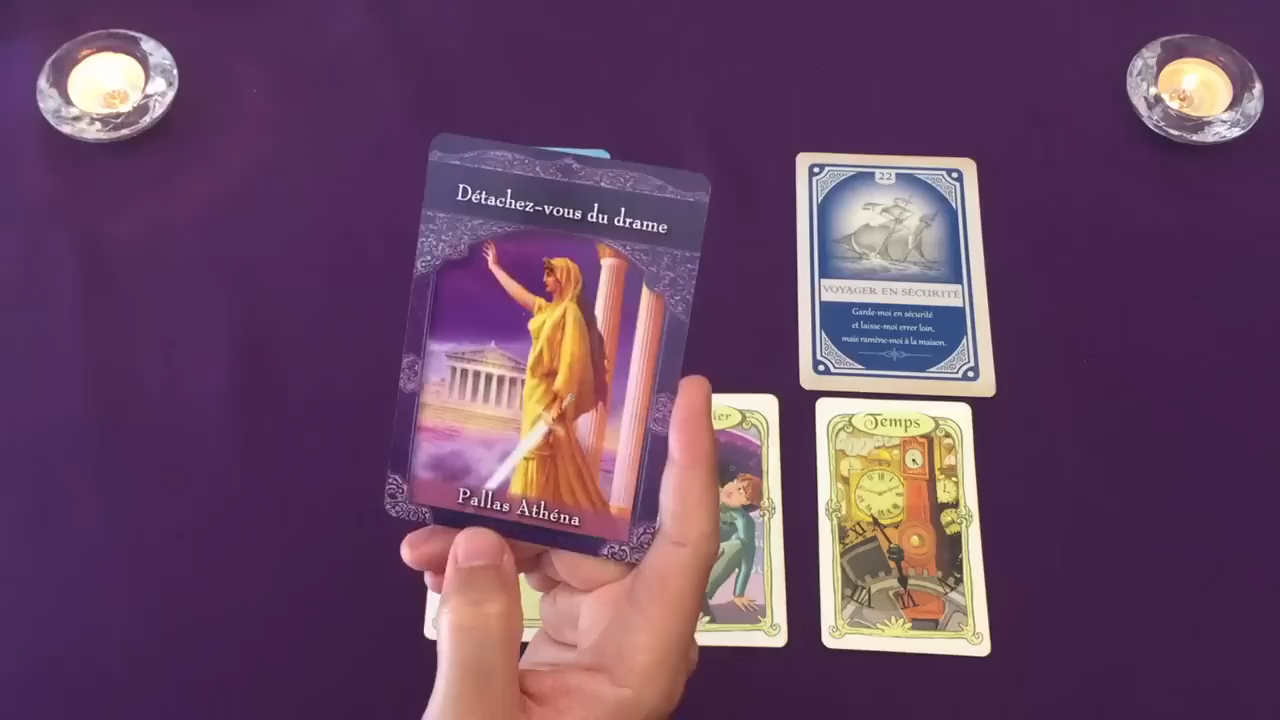 Détachez-vous du drame
Pallas Athéna
22
VOYAGER EN SÉCURITÉ
Garde-moi en sécurité
et laisse-moi errer loin,
mais ramène-moi à la maison.
Temps